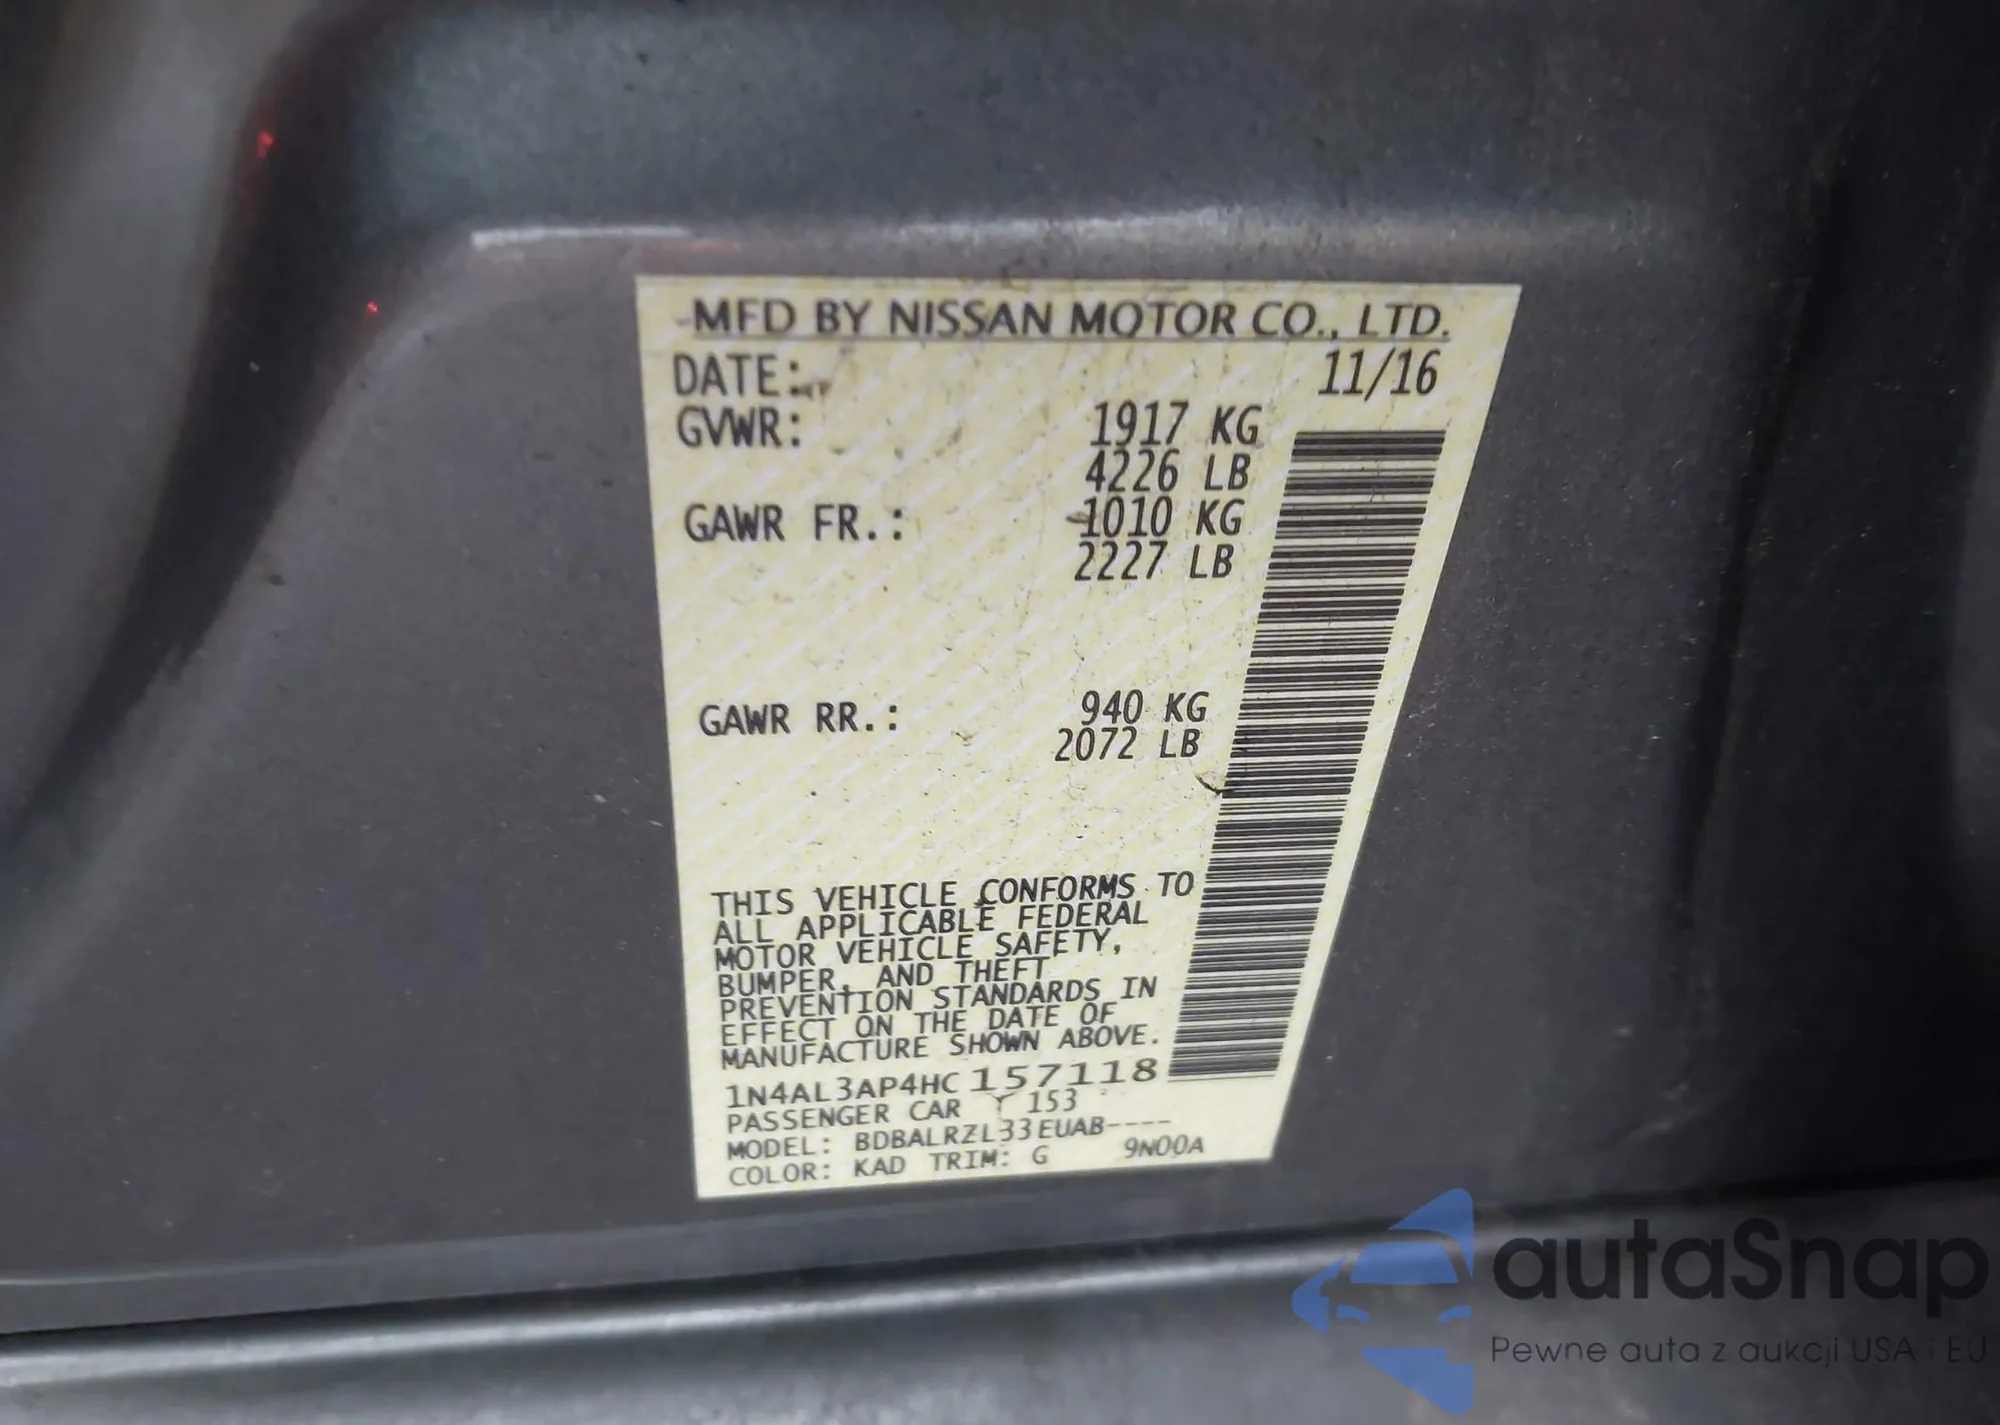 MFD BY NISSAN MOTOR CO., LTD.
DATE: 11/16
GVWR: 1917 KG
4226 LB
GAWR FR.: 1010 KG
2227 LB
GAWR RR.: 940 KG
2072 LB
THIS VEHICLE CONFORMS TO
ALL APPLICABLE FEDERAL
MOTOR VEHICLE SAFETY,
BUMPER, AND THEFT
PREVENTION STANDARDS IN
EFFECT ON THE DATE OF
MANUFACTURE SHOWN ABOVE.
1N4AL3AP4HC157118
PASSENGER CAR Y 153
MODEL: BDBALRZL33EUAB----
COLOR: KAD TRIM: G 9N00A
autaSnap
Pewne auta z aukcji USA i EU